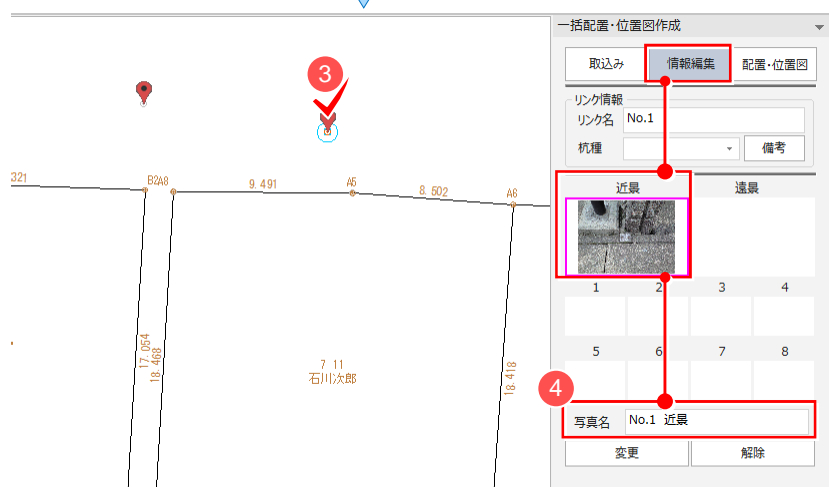 一括配置・位置図作成
取込み 情報編集 配置・位置図
リンク情報
リンク名 No.1
杭種 備考
近景 遠景
1 2 3 4
5 6 7 8
写真名 No.1 近景
変更 解除
3
4
321 B2A8 9.491 A5 8.502 A6
17.054
18.468
7 11
石川次郎
18.418